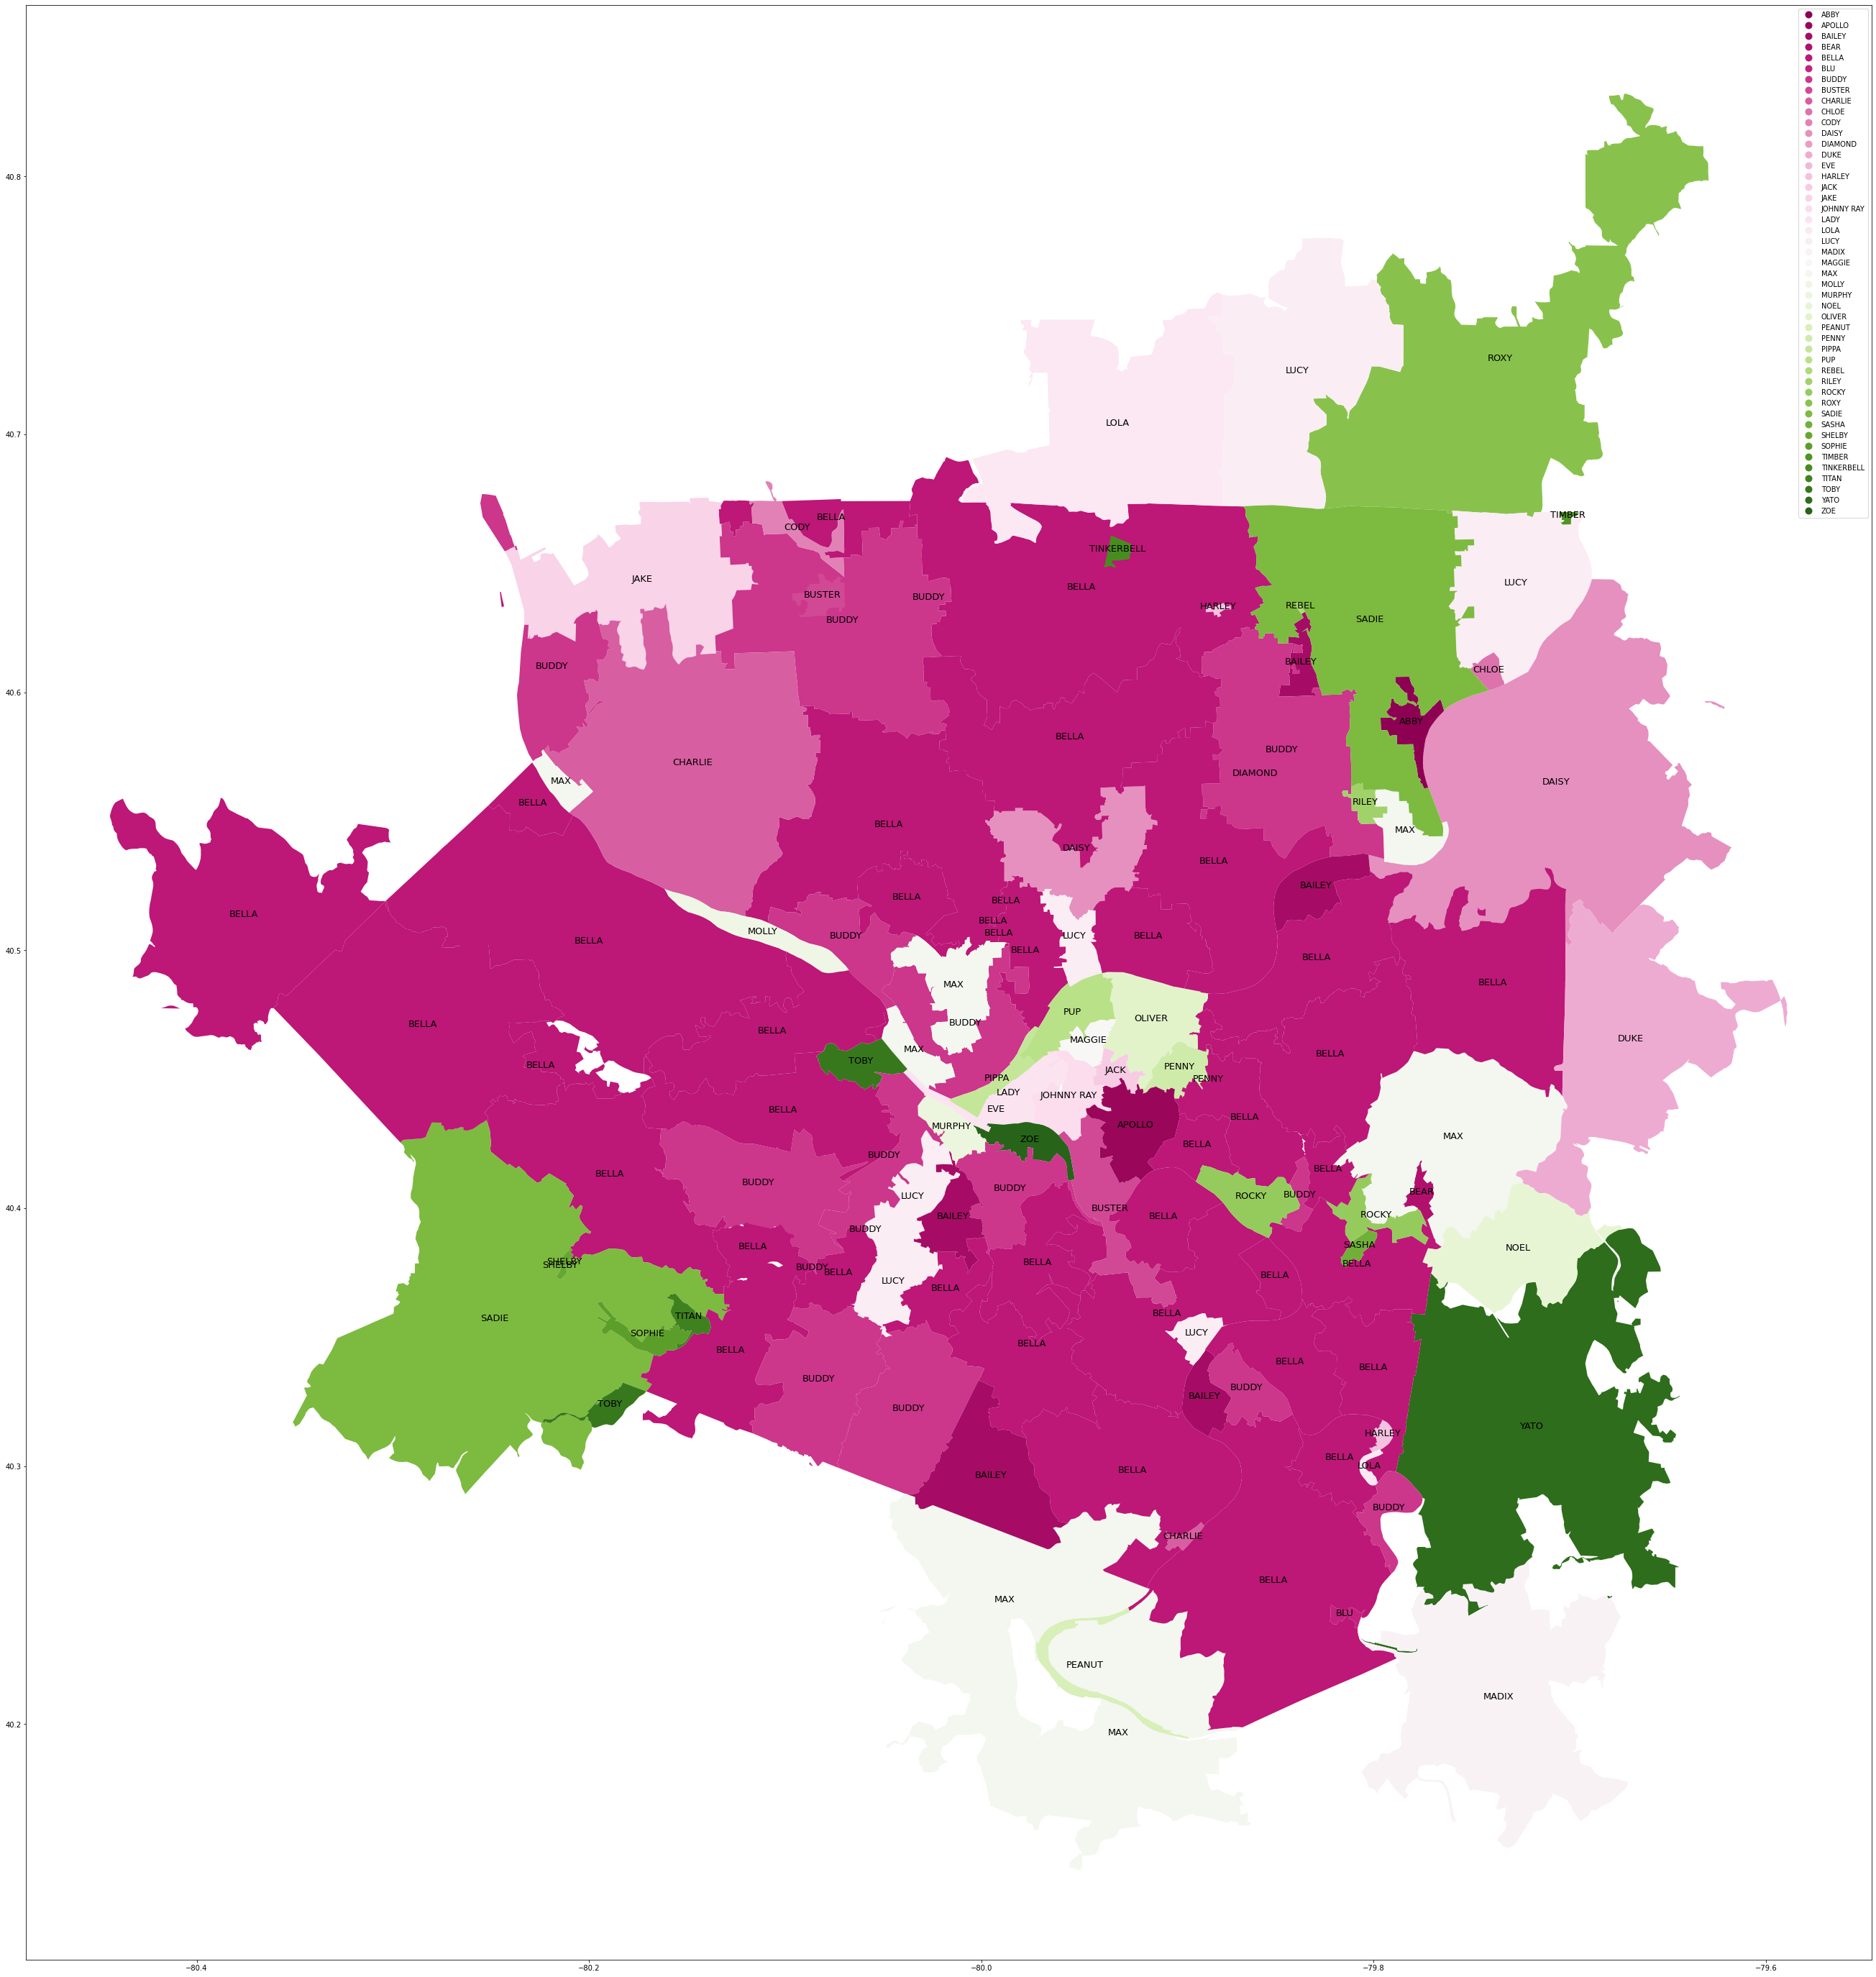 ABBY
APOLLO
BAILEY
BEAR
BELLA
BLU
BUDDY
BUSTER
CHARLIE
CHLOE
CODY
DAISY
DIAMOND
DUKE
EVE
HARLEY
JACK
JAKE
JOHNNY RAY
LADY
LOLA
LUCY
MADIX
MAGGIE
MAX
MOLLY
MURPHY
NOEL
OLIVER
PEANUT
PENNY
PIPPA
PUP
REBEL
RILEY
ROCKY
ROXY
SADIE
SASHA
SHELBY
SOPHIE
TIMBER
TINKERBELL
TITAN
TOBY
YATO
ZOE
40.8
40.7
40.6
40.5
40.4
40.3
40.2
ROXY
LUCY
LOLA
TIMBER
BELLA
CODY
TINKERBELL
JAKE
LUCY
BELLA
BUSTER
BUDDY
HARLEY
REBEL
SADIE
BUDDY
BAILEY
BUDDY
CHLOE
ABBY
BELLA
BUDDY
CHARLIE
DIAMOND
MAX
DAISY
BELLA
RILEY
BELLA
MAX
DAISY
BELLA
BAILEY
BELLA
BELLA
BELLA
BELLA
MOLLY
BELLA
BUDDY
LUCY
BELLA
BELLA
BELLA
BELLA
MAX
BELLA
PUP
OLIVER
BUDDY
BELLA
BELLA
MAGGIE
DUKE
MAX
BELLA
TOBY
BELLA
PENNY
JACK
PIPPA
PENNY
LADY
JOHNNY RAY
EVE
BELLA
BELLA
MURPHY
APOLLO
MAX
ZOE
BELLA
BUDDY
BELLA
BELLA
BUDDY
BUDDY
LUCY
ROCKY
BUDDY
BEAR
BUSTER
BAILEY
BELLA
ROCKY
BUDDY
BELLA
SASHA
NOEL
SHELBY
SHELBY
BUDDY
BELLA
BELLA
BELLA
BELLA
LUCY
BELLA
SADIE
TITAN
BELLA
SOPHIE
LUCY
BELLA
BELLA
BELLA
BELLA
BUDDY
BUDDY
BAILEY
TOBY
BUDDY
YATO
HARLEY
BELLA
LOLA
BAILEY
BELLA
BUDDY
CHARLIE
BELLA
MAX
BLU
PEANUT
MADIX
MAX
−80.4
−80.2
−80.0
−79.8
−79.6